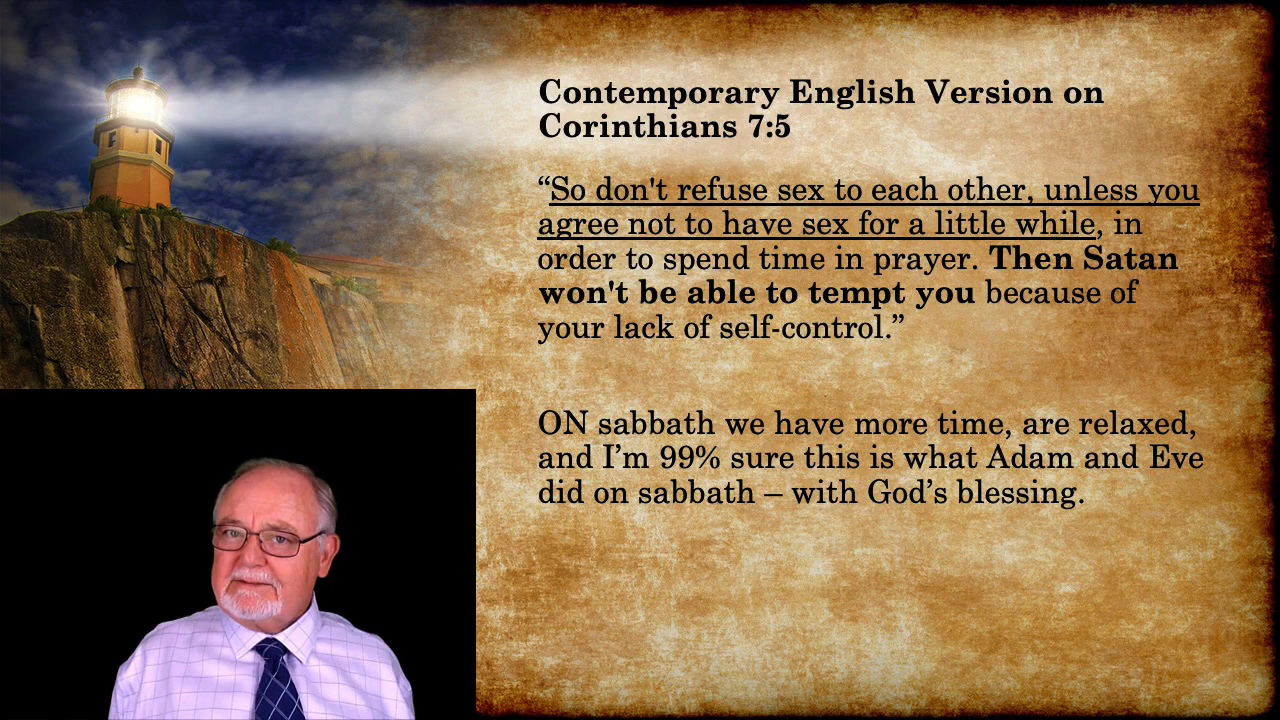 Contemporary English Version on
Corinthians 7:5
“So don't refuse sex to each other, unless you
agree not to have sex for a little while, in
order to spend time in prayer. Then Satan
won't be able to tempt you because of
your lack of self-control.”
ON sabbath we have more time, are relaxed,
and I’m 99% sure this is what Adam and Eve
did on sabbath – with God’s blessing.